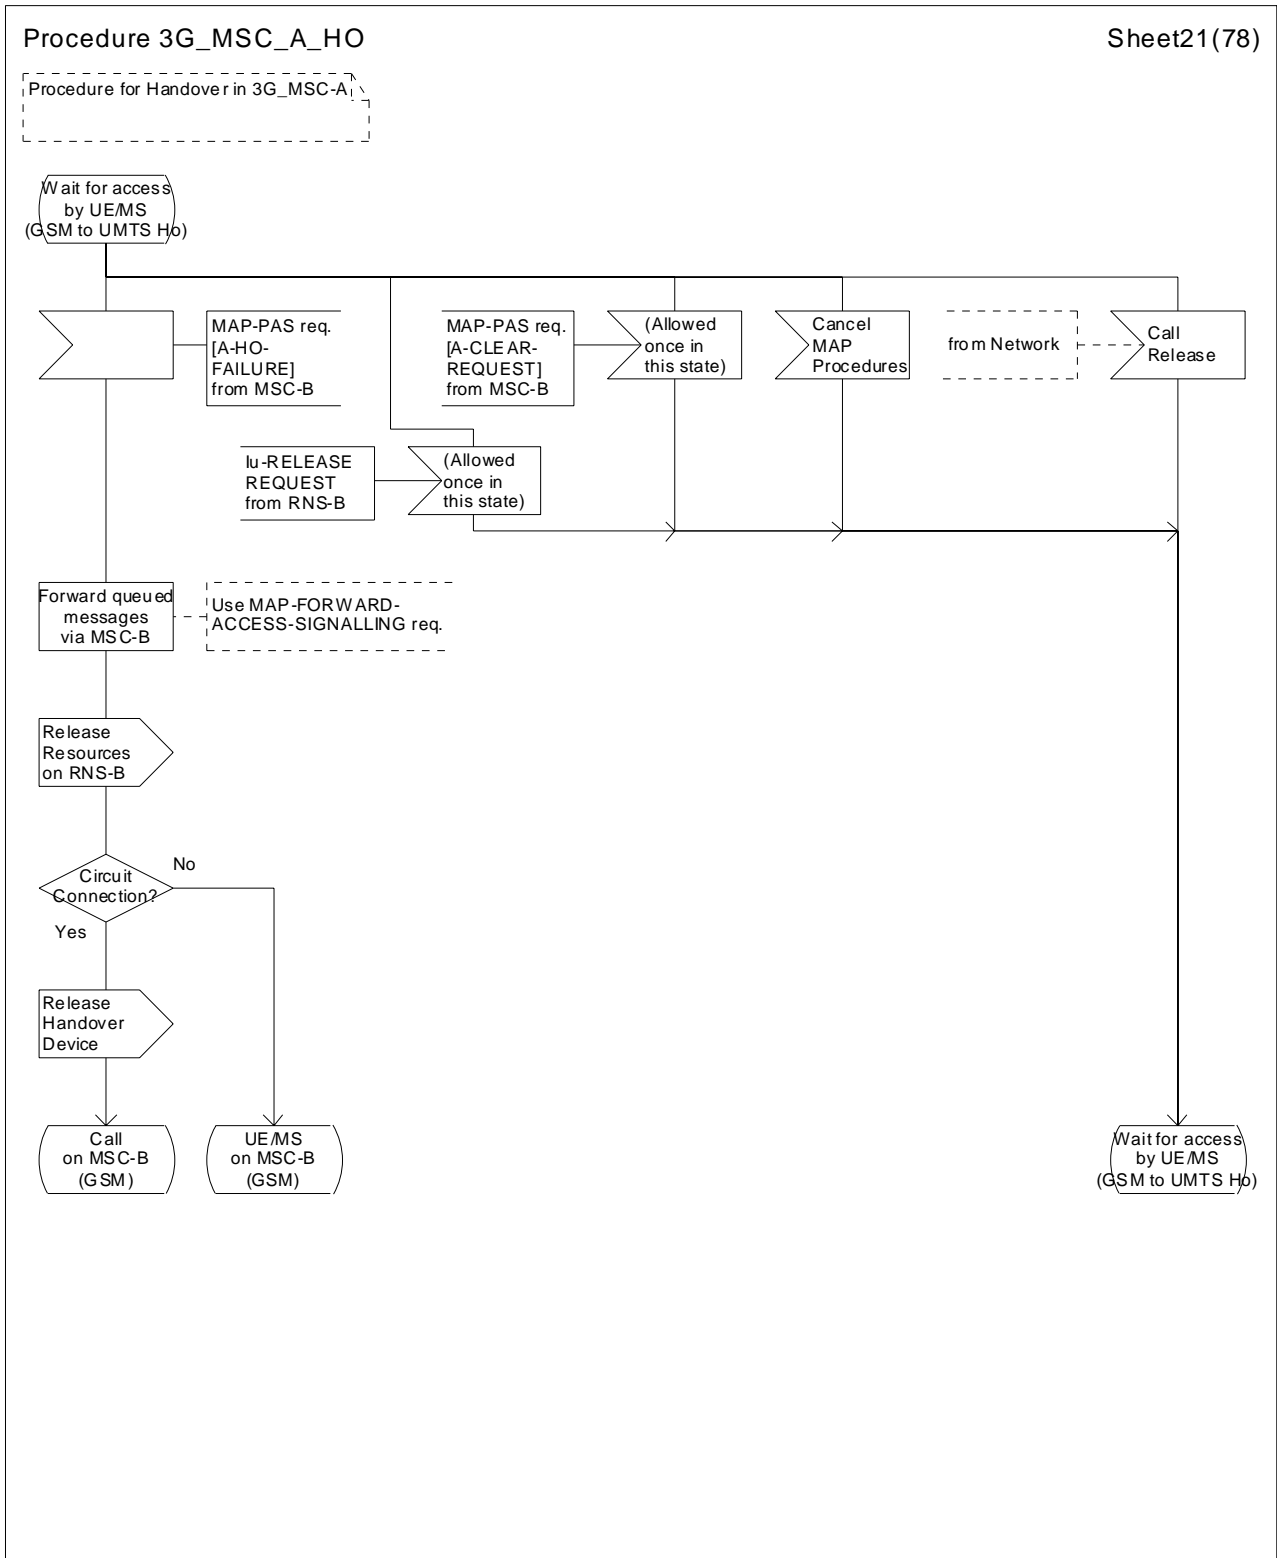 Procedure 3G_MSC_A_HO
Sheet21(78)
Procedure for Handover in 3G_MSC-A
Wait for access
by UE/MS
(GSM to UMTS Ho)
MAP-PAS req.
[A-HO-
FAILURE]
from MSC-B
MAP-PAS req.
[A-CLEAR-
REQUEST]
from MSC-B
(Allowed
once in
this state)
Cancel
MAP
Procedures
from Network
Call
Release
Iu-RELEASE
REQUEST
from RNS-B
(Allowed
once in
this state)
Forward queued
messages
via MSC-B
Use MAP-FORWARD-
ACCESS-SIGNALLING req.
Release
Resources
on RNS-B
Circuit
Connection?
No
Yes
Release
Handover
Device
Call
on MSC-B
(GSM)
UE/MS
on MSC-B
(GSM)
Wait for access
by UE/MS
(GSM to UMTS Ho)